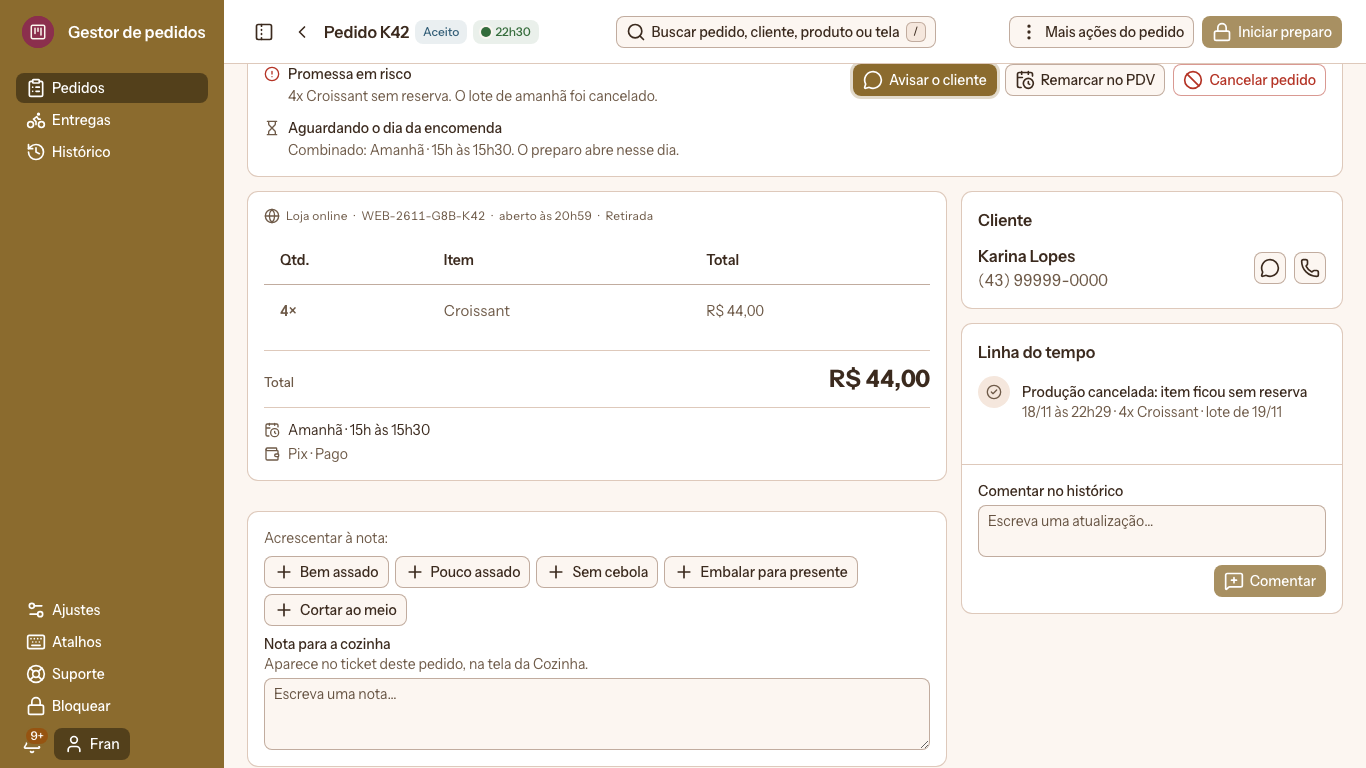 Gestor de pedidos
Pedidos
Entregas
Histórico
Ajustes
Atalhos
Suporte
Bloquear
9+
Fran
Pedido K42
Aceito
22h30
Buscar pedido, cliente, produto ou tela /
Mais ações do pedido
Iniciar preparo
Promessa em risco
4x Croissant sem reserva. O lote de amanhã foi cancelado.
Avisar o cliente
Remarcar no PDV
Cancelar pedido
Aguardando o dia da encomenda
Combinado: Amanhã · 15h às 15h30. O preparo abre nesse dia.
Loja online · WEB-2611-G8B-K42 · aberto às 20h59 · Retirada
Qtd. Item Total
4× Croissant R$ 44,00
Total R$ 44,00
Amanhã · 15h às 15h30
Pix · Pago
Acrescentar à nota:
Bem assado
Pouco assado
Sem cebola
Embalar para presente
Cortar ao meio
Nota para a cozinha
Aparece no ticket deste pedido, na tela da Cozinha.
Escreva uma nota...
Cliente
Karina Lopes
(43) 99999-0000
Linha do tempo
Produção cancelada: item ficou sem reserva
18/11 às 22h29 · 4x Croissant · lote de 19/11
Comentar no histórico
Escreva uma atualização...
Comentar